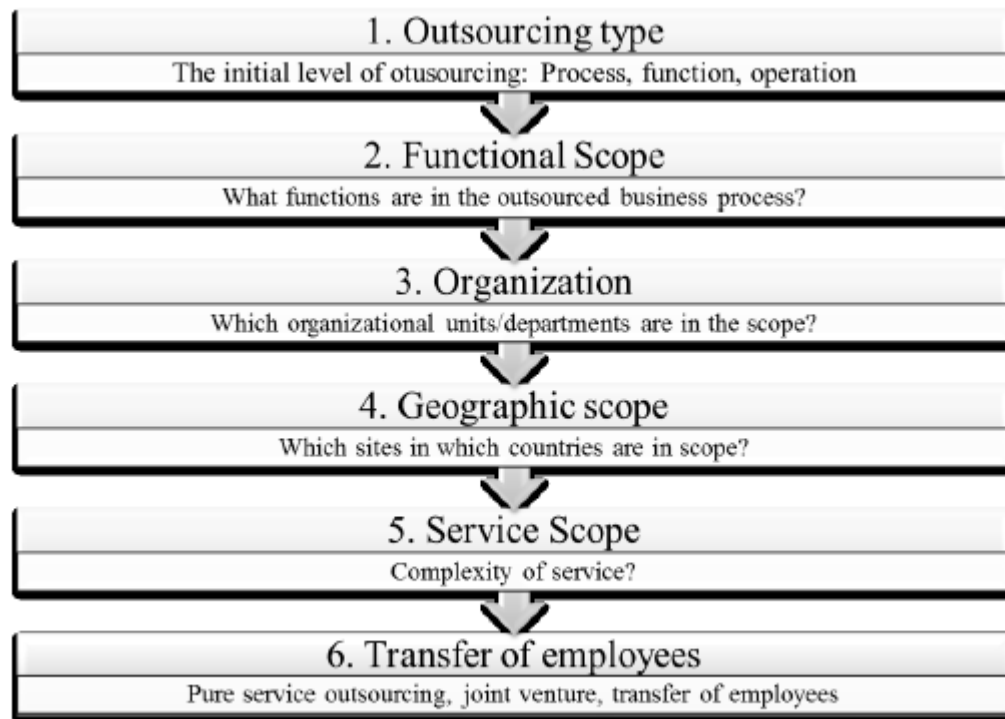 1. Outsourcing type
The initial level of otusourcing: Process, function, operation
2. Functional Scope
What functions are in the outsourced business process?
3. Organization
Which organizational units/departments are in the scope?
4. Geographic scope
Which sites in which countries are in scope?
5. Service Scope
Complexity of service?
6. Transfer of employees
Pure service outsourcing, joint venture, transfer of employees